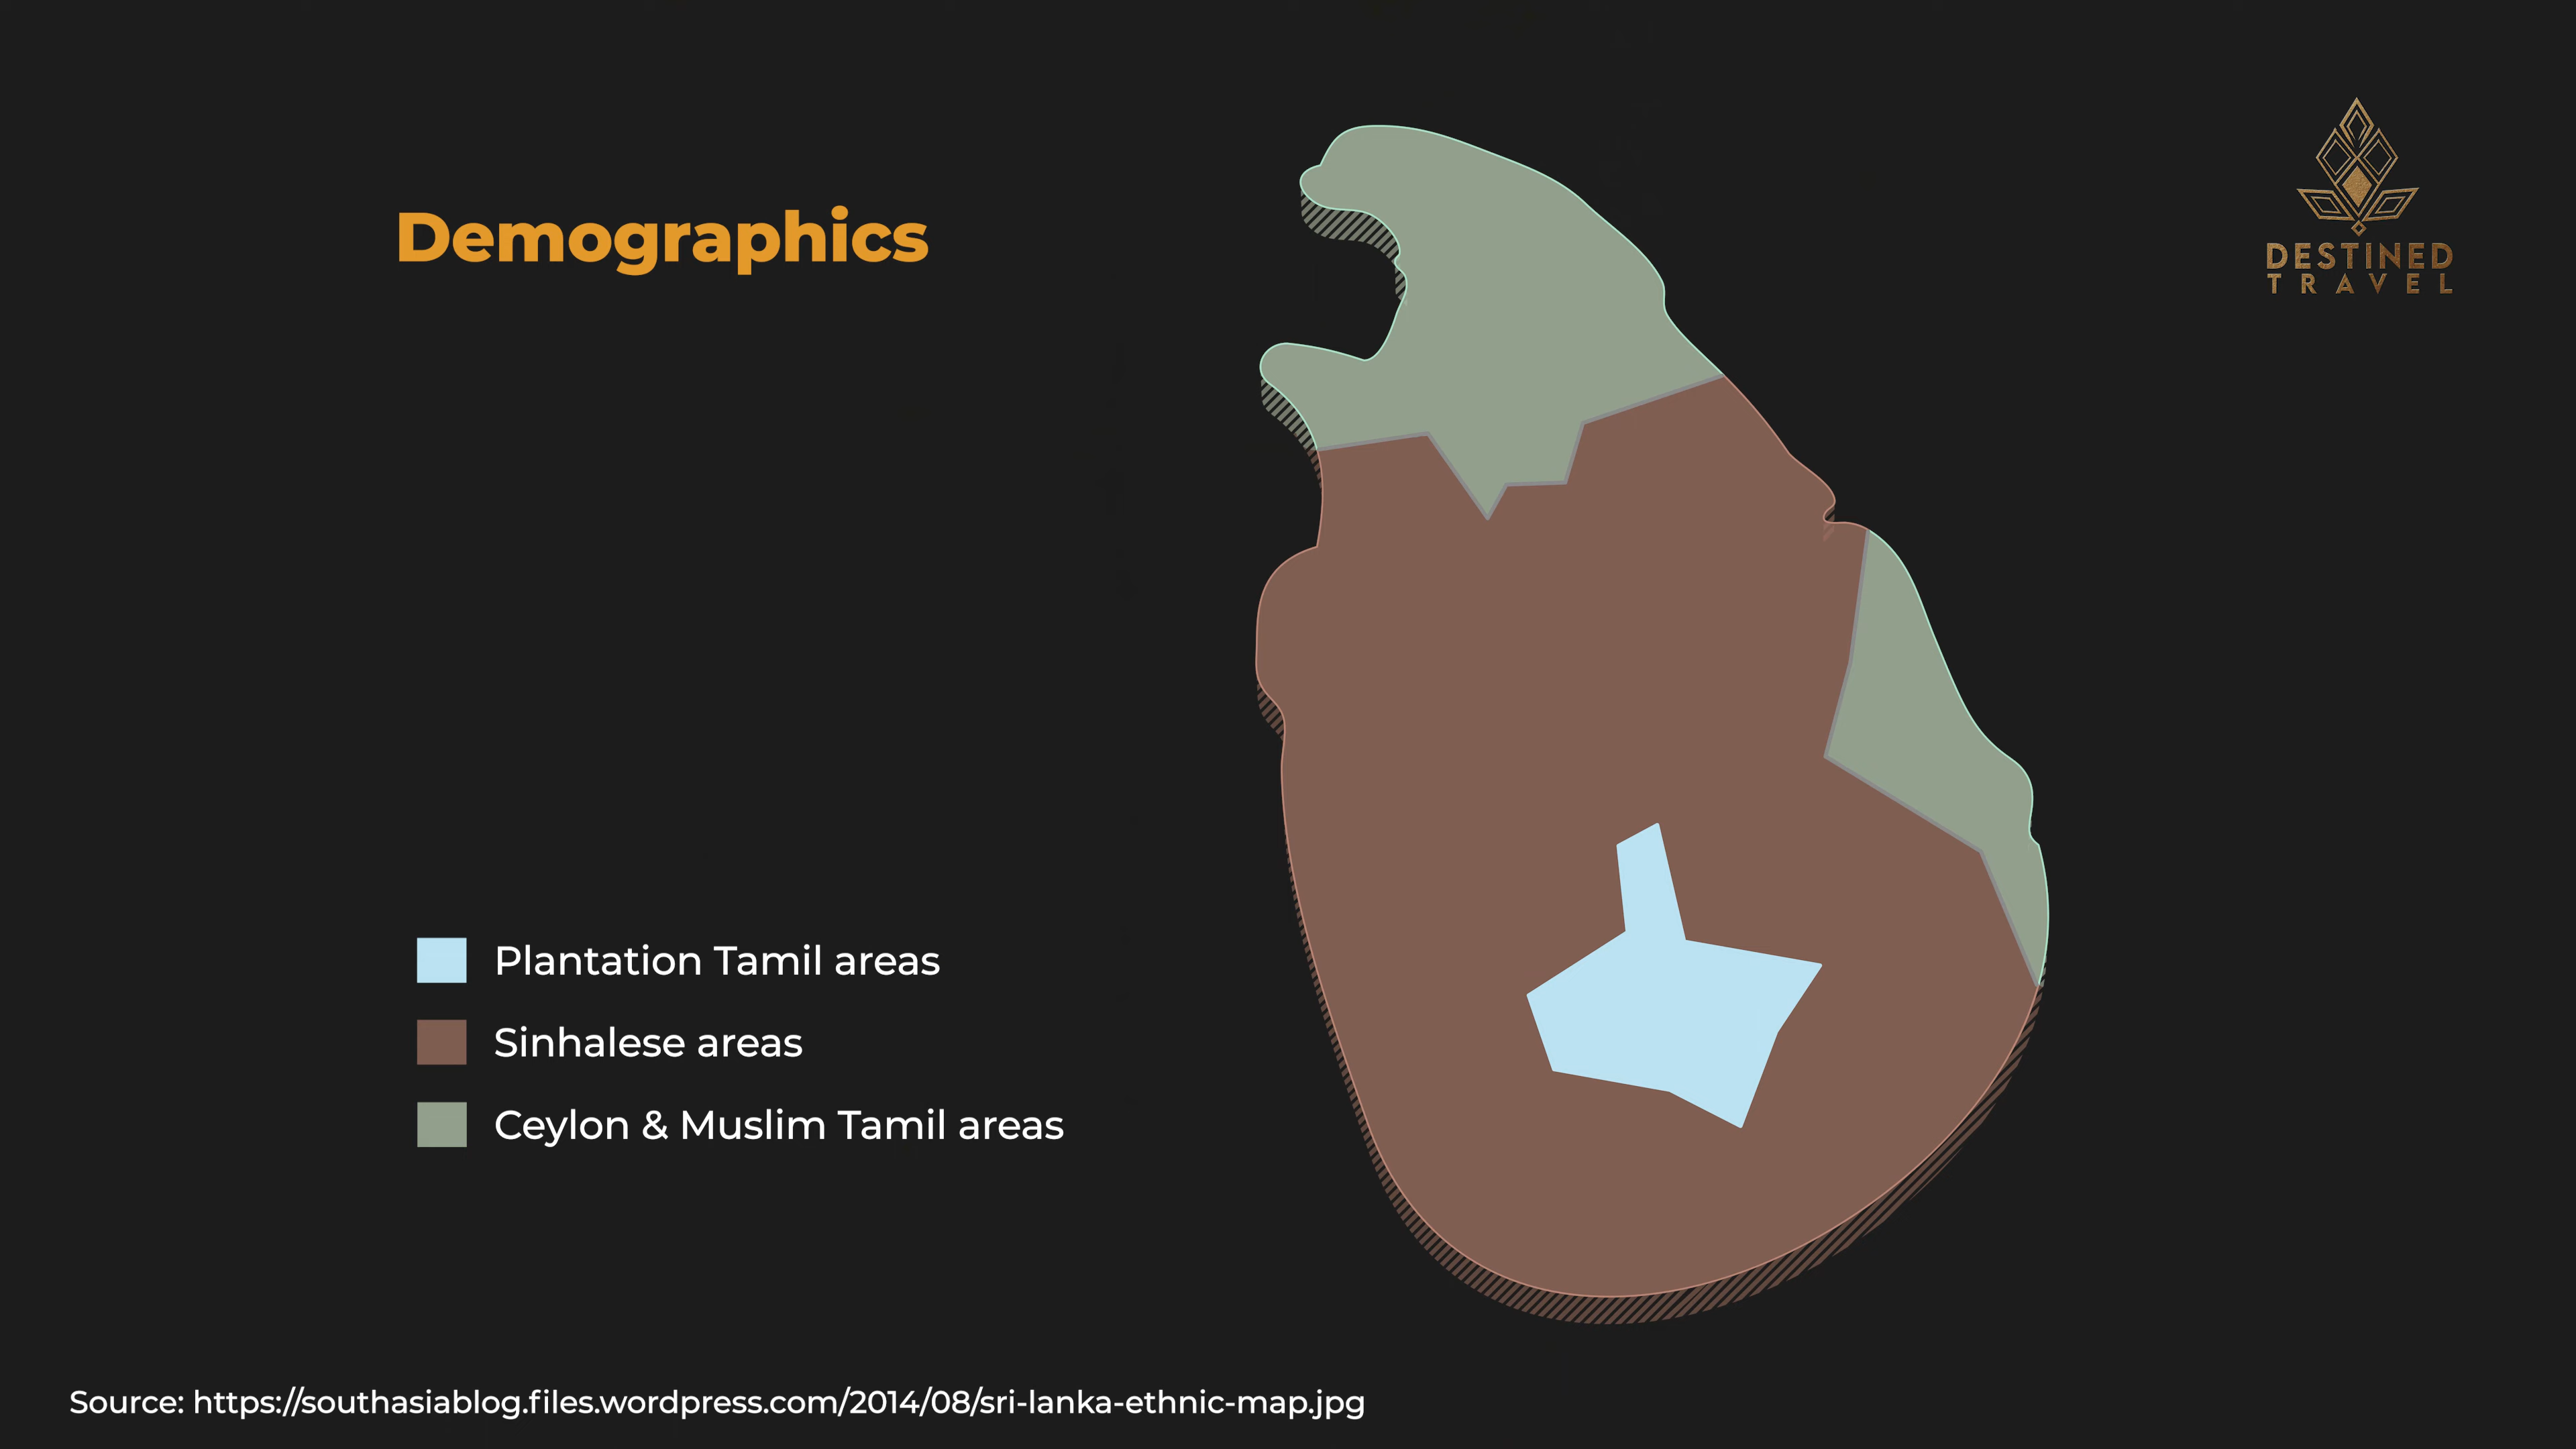 Demographics
DESTINED
TRAVEL
Plantation Tamil areas
Sinhalese areas
Ceylon & Muslim Tamil areas
Source: https://southasiablog.files.wordpress.com/2014/08/sri-lanka-ethnic-map.jpg